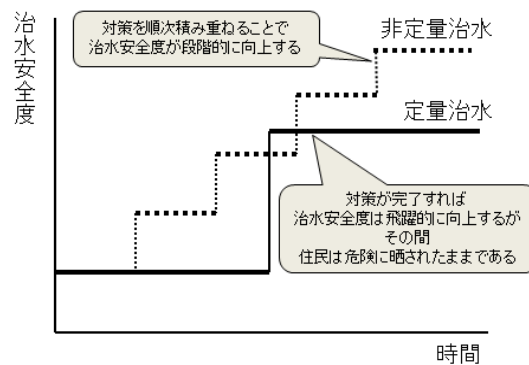 治水安全度
対策を順次積み重ねることで
治水安全度が段階的に向上する
非定量治水
定量治水
対策が完了すれば
治水安全度は飛躍的に向上するが
その間
住民は危険に晒されたままである
時間